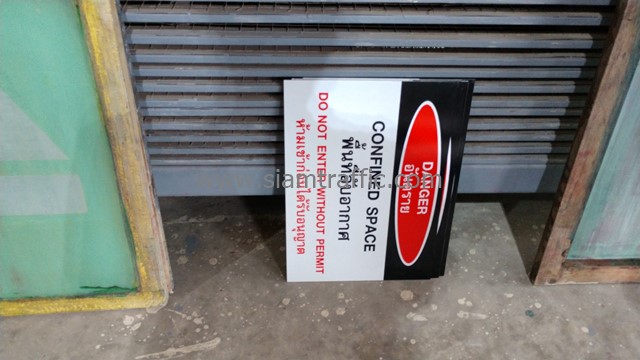 DANGER
อันตราย
CONFINED SPACE
พื้นที่อับอากาศ
DO NOT ENTER WITHOUT PERMIT
ห้ามเข้าก่อนได้รับอนุญาต
siamtraffic.com